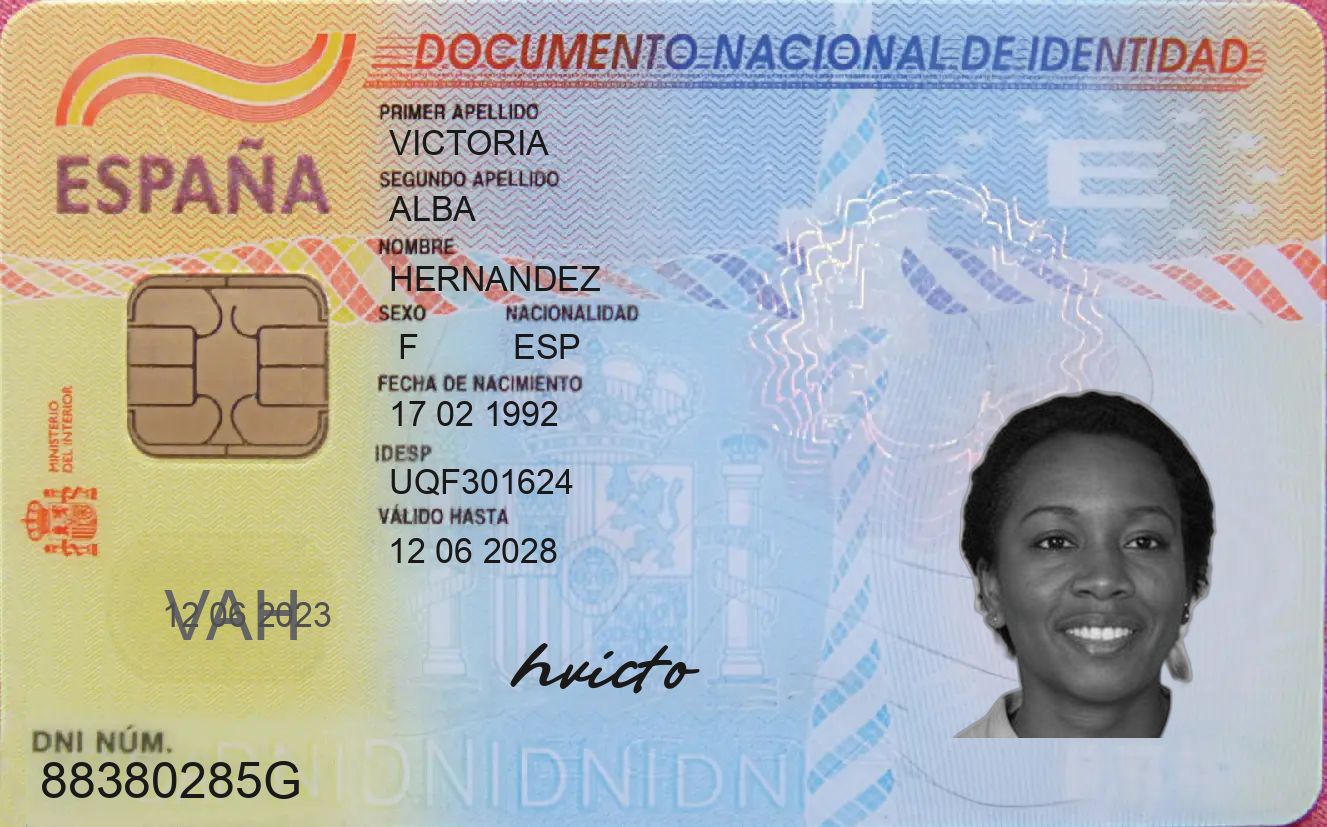 DOCUMENTO NACIONAL DE IDENTIDAD
ESPAÑA
PRIMER APELLIDO
VICTORIA
SEGUNDO APELLIDO
ALBA
NOMBRE
HERNANDEZ
SEXO NACIONALIDAD
F ESP
FECHA DE NACIMIENTO
17 02 1992
IDESP
UQF301624
VÁLIDO HASTA
12 06 2028
MINISTERIO
DEL INTERIOR
E
VAH
12 06 2023
hvicto
DNI NÚM.
88380285G
DNIDNIDNIDNI